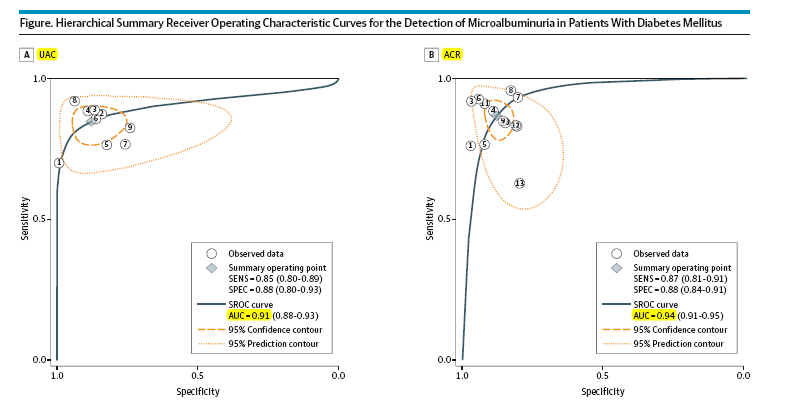 Figure. Hierarchical Summary Receiver Operating Characteristic Curves for the Detection of Microalbuminuria in Patients With Diabetes Mellitus
A UAC
1.0
8
4 3 2
6
9
5 7
1
0.5
Sensitivity
Observed data
Summary operating point
SENS=0.85 (0.80-0.89)
SPEC=0.88 (0.80-0.93)
SROC curve
AUC=0.91 (0.88-0.93)
95% Confidence contour
95% Prediction contour
0.0
1.0 0.5 0.0
Specificity
B ACR
1.0
8
3 6 11 7
4
9 12
1 5
13
0.5
Sensitivity
Observed data
Summary operating point
SENS=0.87 (0.81-0.91)
SPEC=0.88 (0.84-0.91)
SROC curve
AUC=0.94 (0.91-0.95)
95% Confidence contour
95% Prediction contour
0.0
1.0 0.5 0.0
Specificity